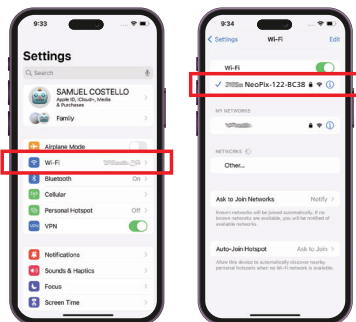 9:33
Settings
Search
SAMUEL COSTELLO
Apple ID, iCloud+, Media
& Purchases
Family
Airplane Mode
Wi-Fi
Bluetooth On
Cellular
Personal Hotspot Off
VPN
Notifications
Sounds & Haptics
Focus
Screen Time
9:34
Settings Wi-Fi Edit
Wi-Fi
NeoPix-122-BC38
MY NETWORKS
NETWORKS
Other...
Ask to Join Networks Notify
Known networks will be joined automatically. If no
known networks are available, you will be notified of
available networks.
Auto-Join Hotspot Ask to Join
Allow this device to automatically discover nearby
personal hotspots when no Wi-Fi network is available.